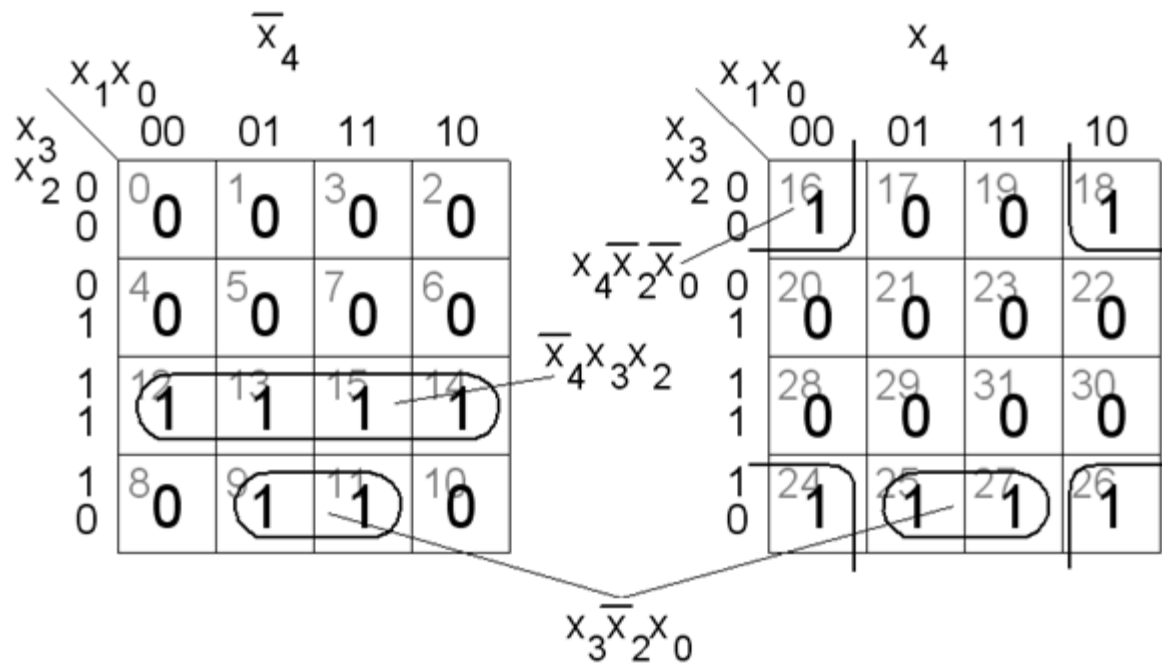 x̅₄ x₄
x₁x₀ x₁x₀
x₃ 00 01 11 10 x₃ 00 01 11 10
x₂ 0 0 1 3 2 x₂ 0 16 17 19 18
0 0 0 0 0 0 1 0 0 1
x₄x̅₂x̅₀
0 4 5 7 6 0 20 21 23 22
1 0 0 0 0 1 0 0 0 0
x̅₄x₃x₂
1 12 13 15 14 1 28 29 31 30
1 1 1 1 1 1 0 0 0 0
1 8 9 11 10 1 24 25 27 26
0 0 1 1 0 0 1 1 1 1
x₃x̅₂x₀